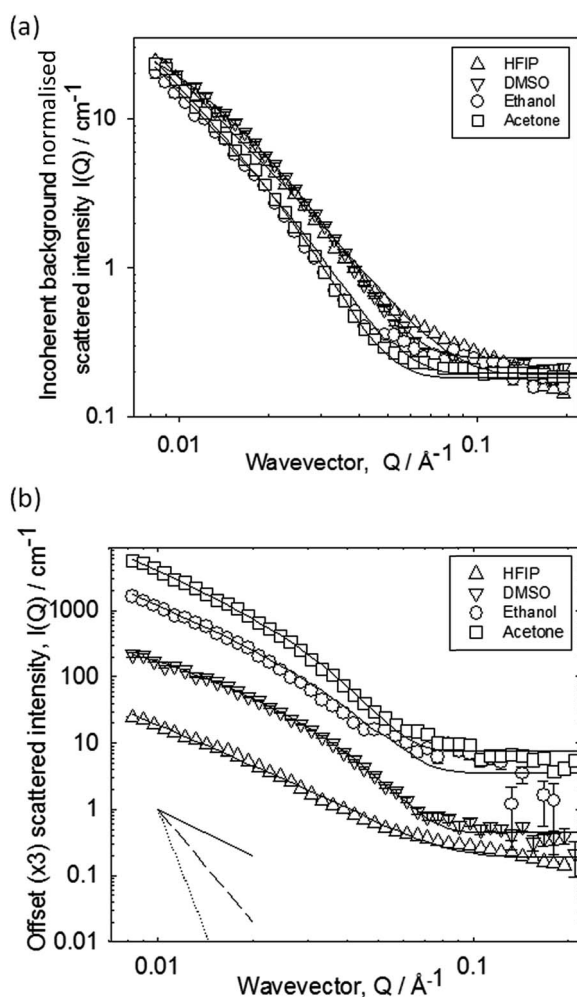 (a)
Incoherent background normalised
scattered intensity I(Q) / cm⁻¹
10
1
0.1
HFIP
DMSO
Ethanol
Acetone
0.01
0.1
Wavevector, Q / Å⁻¹
(b)
Offset (x3) scattered intensity, I(Q) / cm⁻¹
1000
100
10
1
0.1
0.01
HFIP
DMSO
Ethanol
Acetone
0.01
0.1
Wavevector, Q / Å⁻¹